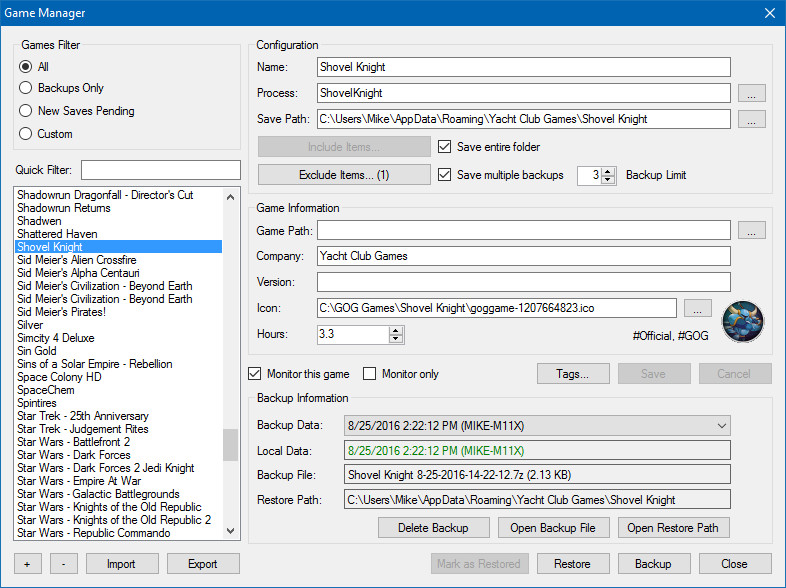 Game Manager
Games Filter
All
Backups Only
New Saves Pending
Custom
Quick Filter:
Shadowrun Dragonfall - Director's Cut
Shadowrun Returns
Shadwen
Shattered Haven
Shovel Knight
Sid Meier's Alien Crossfire
Sid Meier's Alpha Centauri
Sid Meier's Civilization - Beyond Earth
Sid Meier's Civilization - Beyond Earth
Sid Meier's Pirates!
Silver
Simcity 4 Deluxe
Sin Gold
Sins of a Solar Empire - Rebellion
Space Colony HD
SpaceChem
Spintires
Star Trek - 25th Anniversary
Star Trek - Judgement Rites
Star Wars - Battlefront 2
Star Wars - Dark Forces
Star Wars - Dark Forces 2 Jedi Knight
Star Wars - Empire At War
Star Wars - Galactic Battlegrounds
Star Wars - Knights of the Old Republic
Star Wars - Knights of the Old Republic 2
Star Wars - Republic Commando
+ - Import Export
Configuration
Name: Shovel Knight
Process: ShovelKnight ...
Save Path: C:\Users\Mike\AppData\Roaming\Yacht Club Games\Shovel Knight ...
Include Items... Save entire folder
Exclude Items... (1) Save multiple backups 3 Backup Limit
Game Information
Game Path: ...
Company: Yacht Club Games
Version:
Icon: C:\GOG Games\Shovel Knight\goggame-1207664823.ico ...
Hours: 3.3 #Official, #GOG
Monitor this game Monitor only Tags... Save Cancel
Backup Information
Backup Data: 8/25/2016 2:22:12 PM (MIKE-M11X)
Local Data: 8/25/2016 2:22:12 PM (MIKE-M11X)
Backup File: Shovel Knight 8-25-2016-14-22-12.7z (2.13 KB)
Restore Path: C:\Users\Mike\AppData\Roaming\Yacht Club Games\Shovel Knight
Delete Backup Open Backup File Open Restore Path
Mark as Restored Restore Backup Close